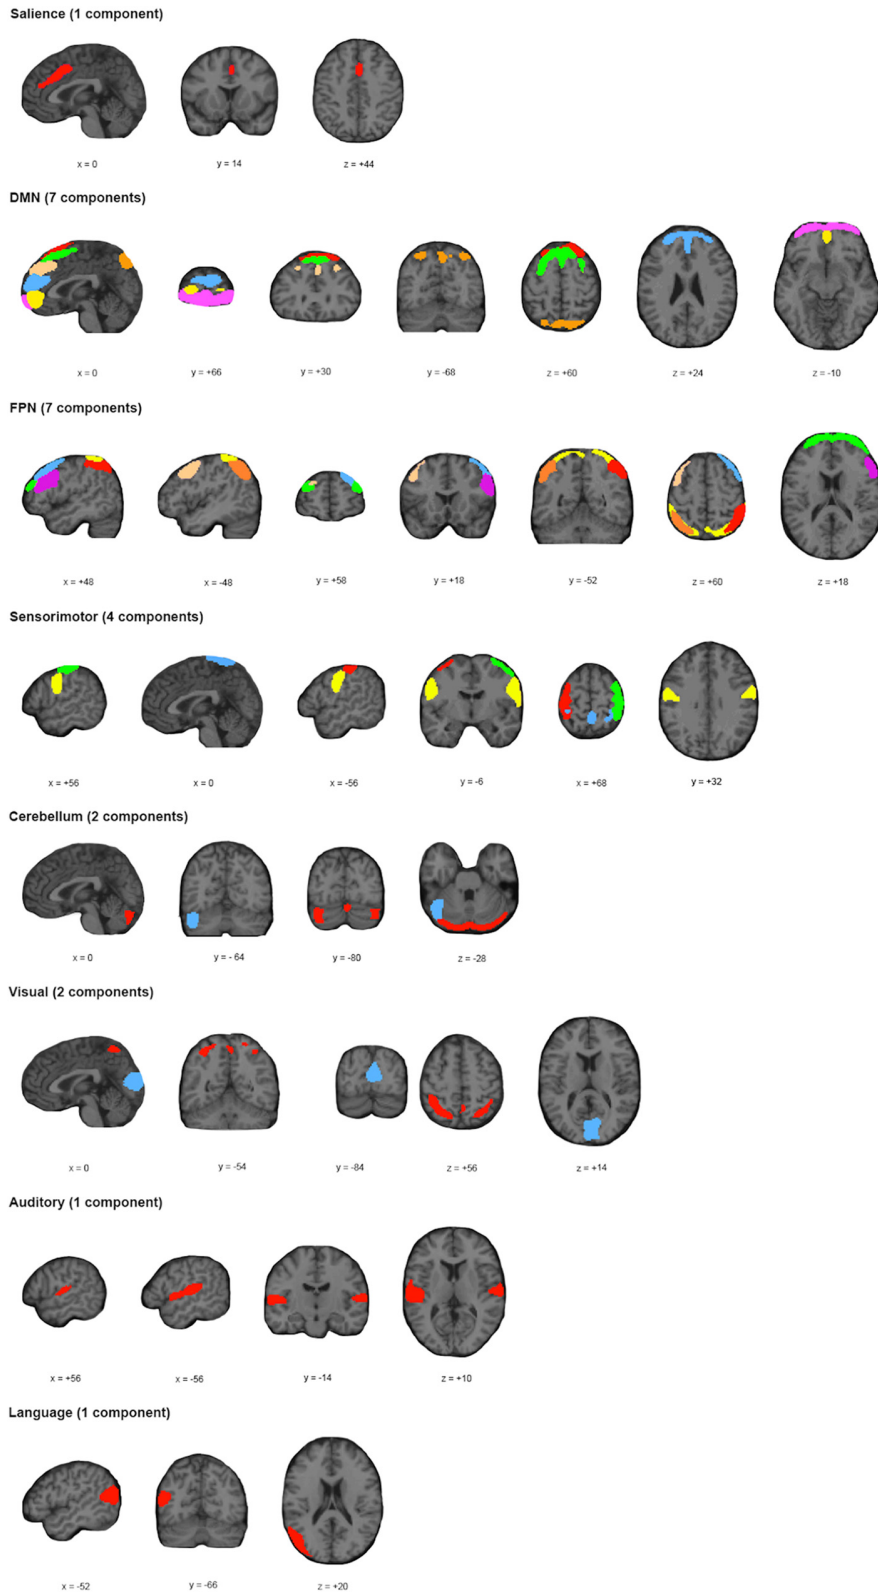 Salience (1 component)
x = 0 y = 14 z = +44
DMN (7 components)
x = 0 y = +66 y = +30 y = -68 z = +60 z = +24 z = -10
FPN (7 components)
x = +48 x = -48 y = +58 y = +18 y = -52 z = +60 z = +18
Sensorimotor (4 components)
x = +56 x = 0 x = -56 y = -6 x = +68 y = +32
Cerebellum (2 components)
x = 0 y = - 64 y = -80 z = -28
Visual (2 components)
x = 0 y = -54 y = -84 z = +56 z = +14
Auditory (1 component)
x = +56 x = -56 y = -14 z = +10
Language (1 component)
x = -52 y = -66 z = +20